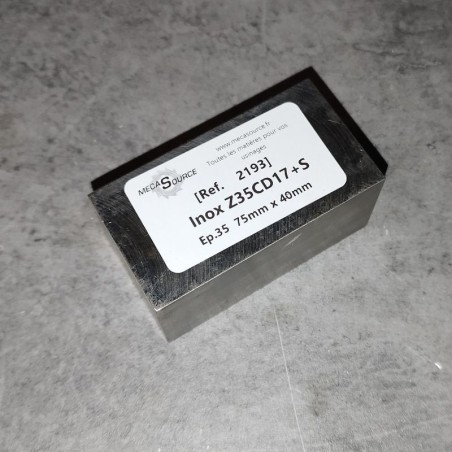 MECASOURCE
www.mecasource.fr
Toutes les matières pour vos
usinages
[Ref. 2193]
Inox Z35CD17+S
Ep.35 75mm x 40mm